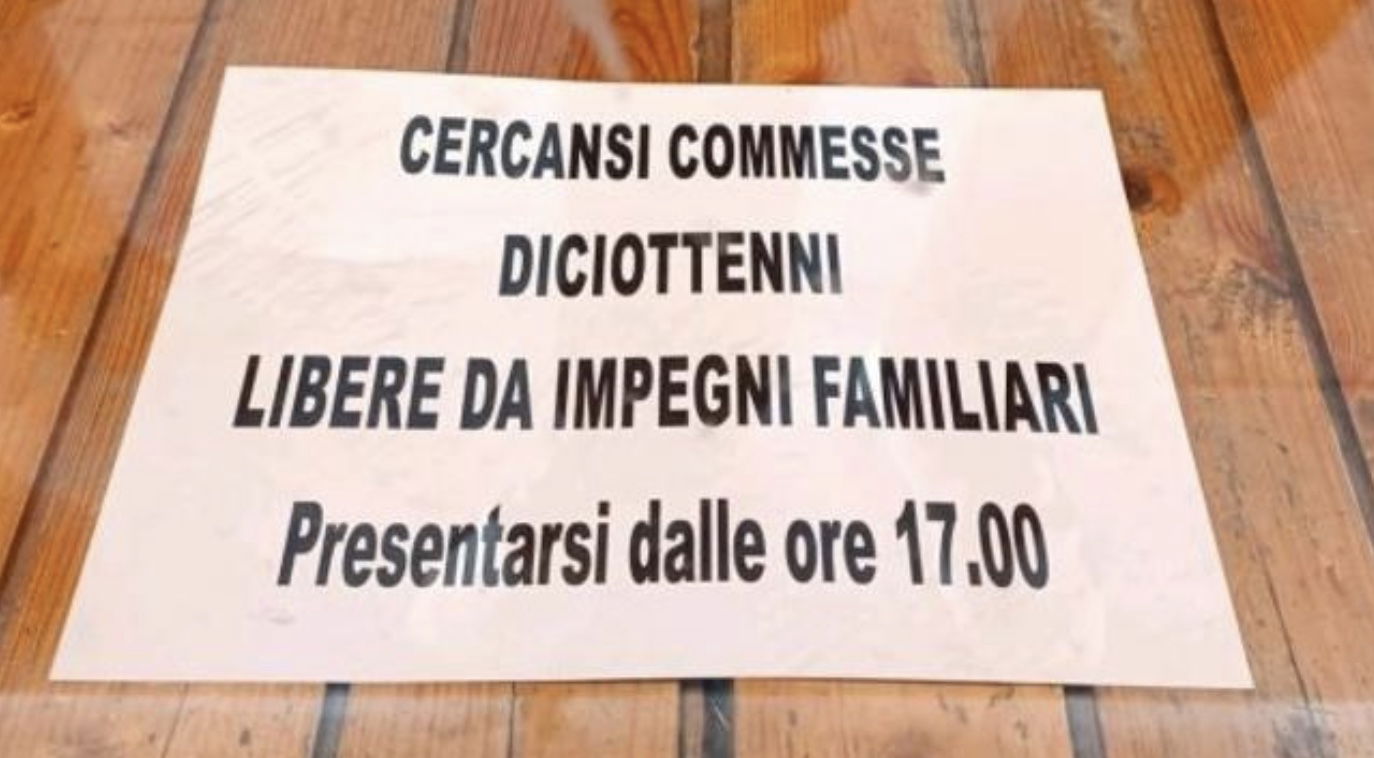 CERCANSI COMMESSE
DICIOTTENNI
LIBERE DA IMPEGNI FAMILIARI
Presentarsi dalle ore 17.00